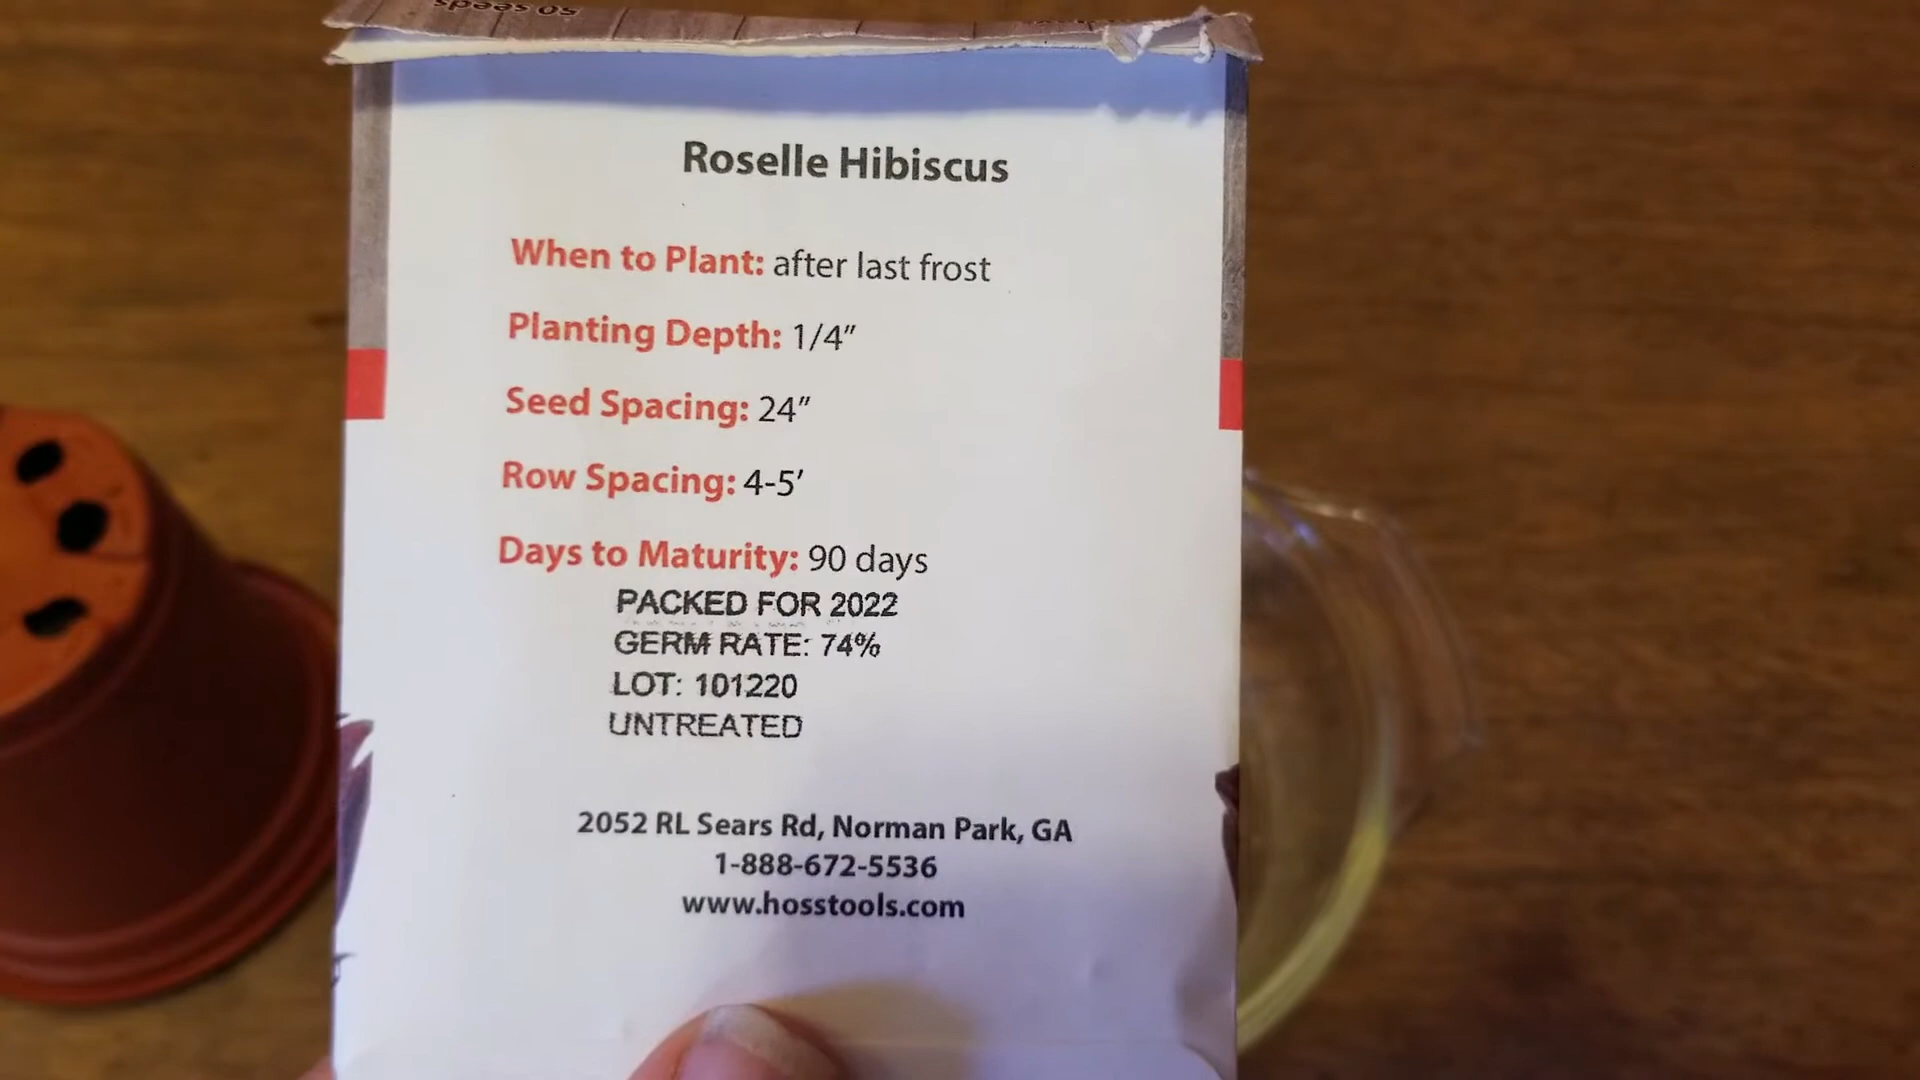 50 seeds
Roselle Hibiscus
When to Plant: after last frost
Planting Depth: 1/4"
Seed Spacing: 24"
Row Spacing: 4-5'
Days to Maturity: 90 days
PACKED FOR 2022
GERM RATE: 74%
LOT: 101220
UNTREATED
2052 RL Sears Rd, Norman Park, GA
1-888-672-5536
www.hosstools.com